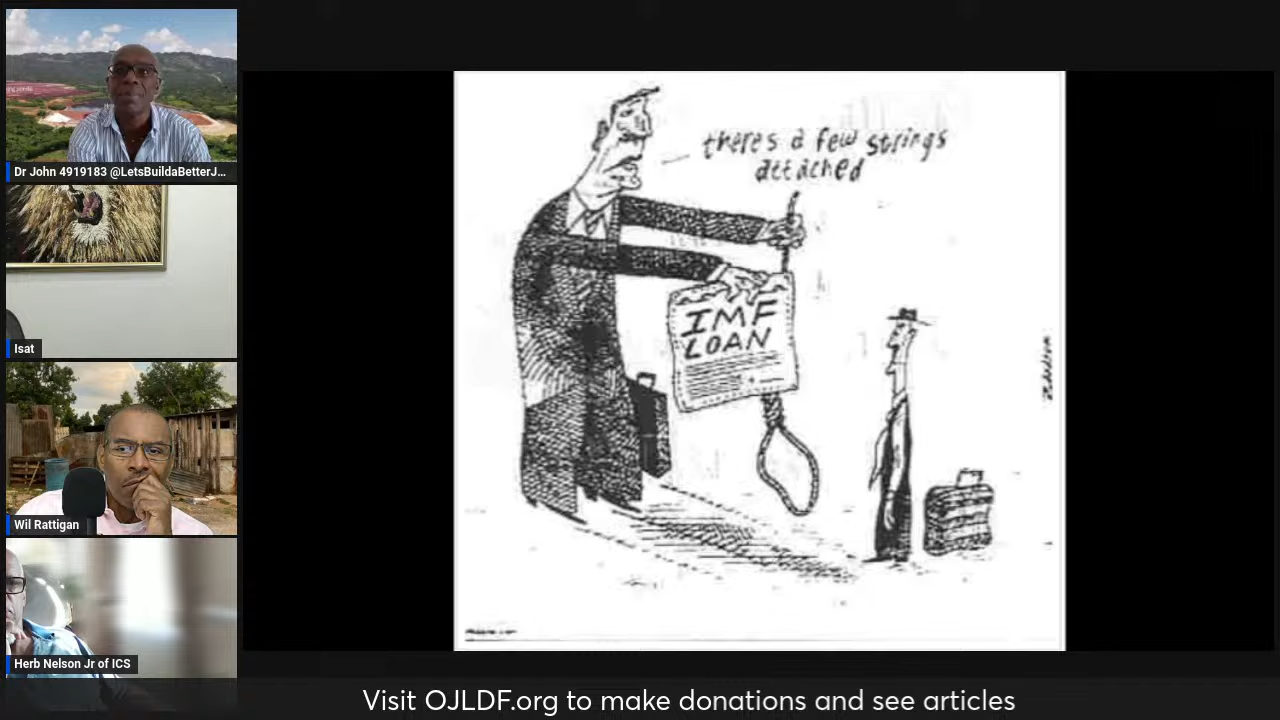 Dr John 4919183 @LetsBuildaBetterJ...
Isat
Wil Rattigan
Herb Nelson Jr of ICS
theres a few strings
attached
IMF
LOAN
Visit OJLDF.org to make donations and see articles